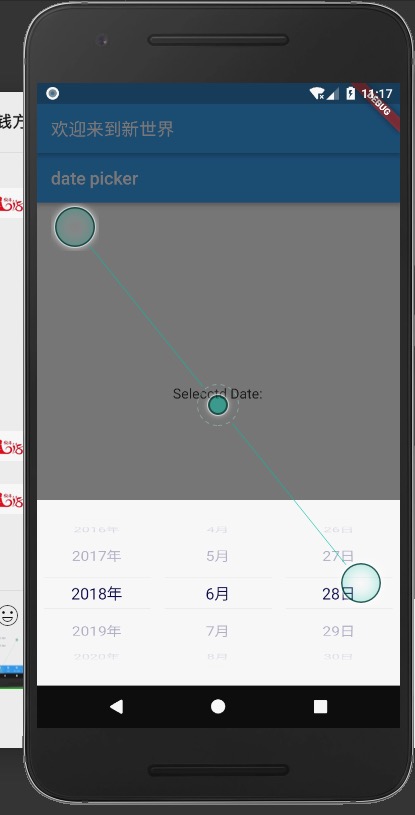 11:17
DEBUG
欢迎来到新世界
date picker
Selecctd Date:
2016年 4月 26日
2017年 5月 27日
2018年 6月 28日
2019年 7月 29日
2020年 8月 30日
钱方